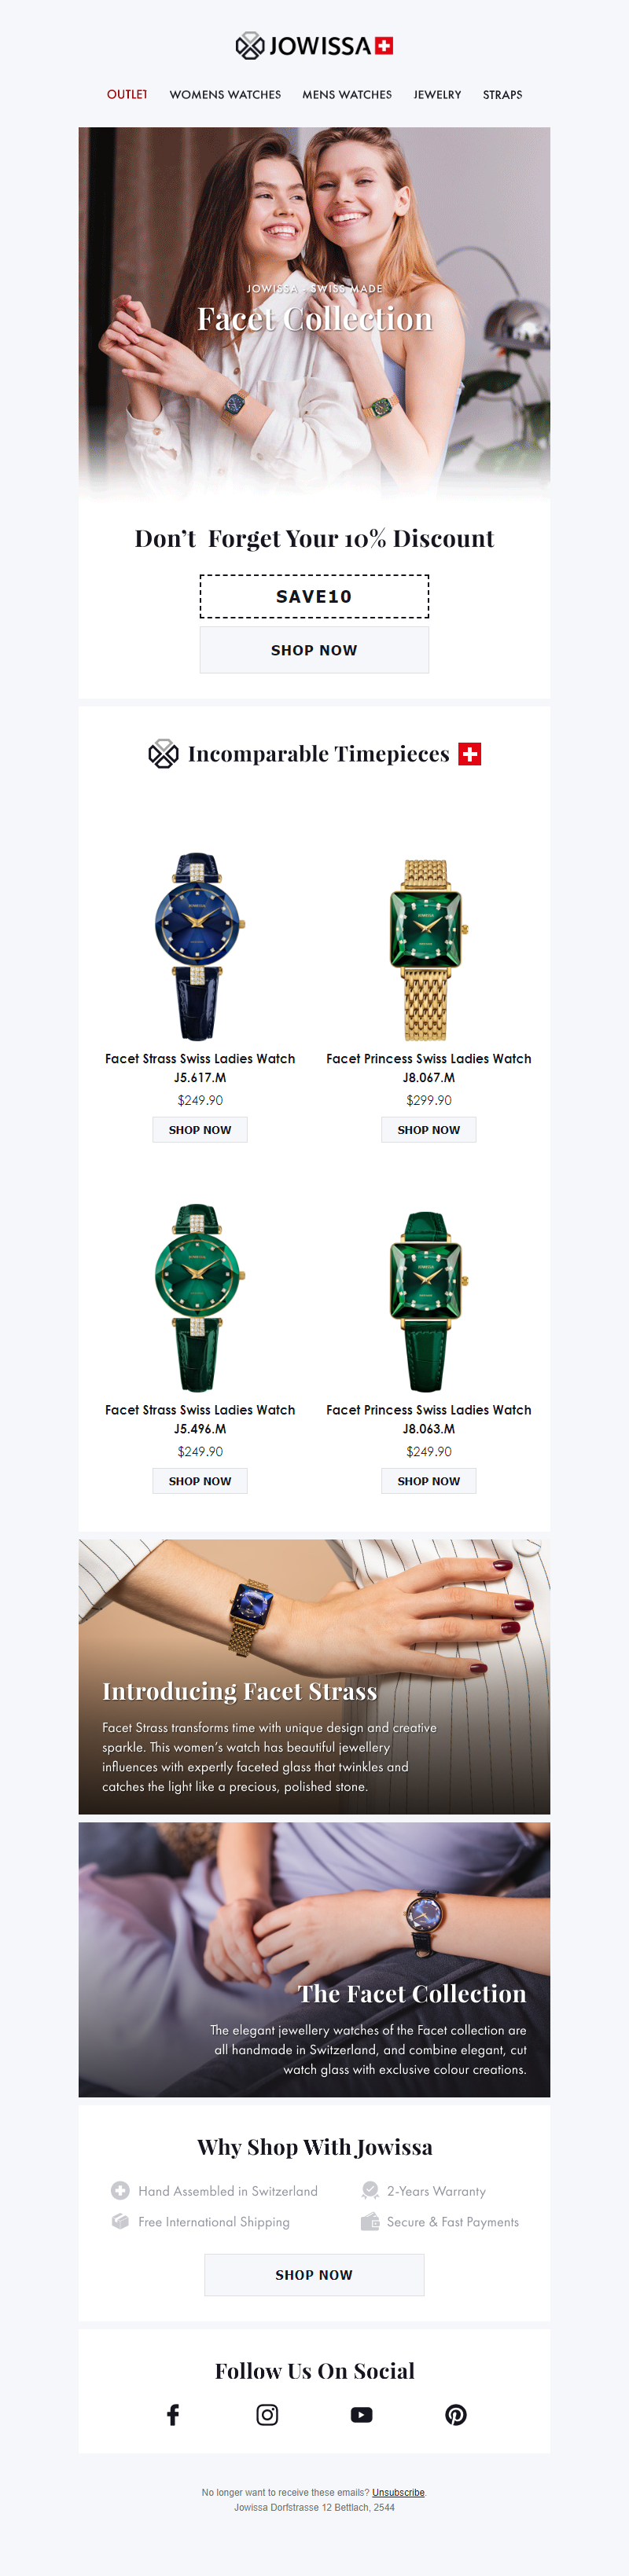 JOWISSA
OUTLET
WOMENS WATCHES
MENS WATCHES
JEWELRY
STRAPS
JOWISSA - SWISS MADE
Facet Collection
Don’t Forget Your 10% Discount
SAVE10
SHOP NOW
Incomparable Timepieces
Facet Strass Swiss Ladies Watch
J5.617.M
$249.90
SHOP NOW
Facet Princess Swiss Ladies Watch
J8.067.M
$299.90
SHOP NOW
Facet Strass Swiss Ladies Watch
J5.496.M
$249.90
SHOP NOW
Facet Princess Swiss Ladies Watch
J8.063.M
$249.90
SHOP NOW
Introducing Facet Strass
Facet Strass transforms time with unique design and creative
sparkle. This women’s watch has beautiful jewellery
influences with expertly faceted glass that twinkles and
catches the light like a precious, polished stone.
The Facet Collection
The elegant jewellery watches of the Facet collection are
all handmade in Switzerland, and combine elegant, cut
watch glass with exclusive colour creations.
Why Shop With Jowissa
Hand Assembled in Switzerland
2-Years Warranty
Free International Shipping
Secure & Fast Payments
SHOP NOW
Follow Us On Social
No longer want to receive these emails? Unsubscribe.
Jowissa Dorfstrasse 12 Bettlach, 2544